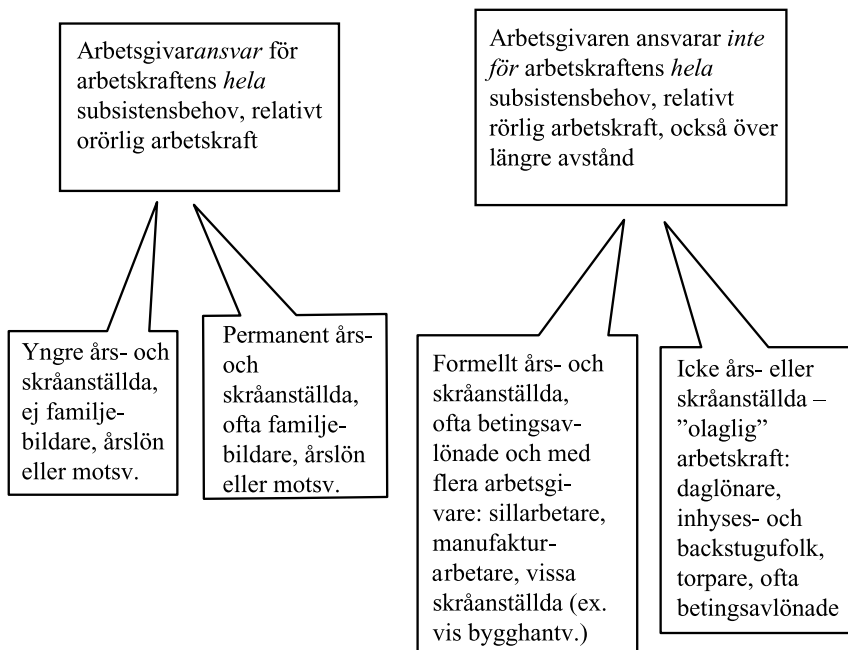 Arbetsgivaransvar för
arbetskraftens hela
subsistensbehov, relativt
orörlig arbetskraft
Arbetsgivaren ansvarar inte
för arbetskraftens hela
subsistensbehov, relativt
rörlig arbetskraft, också över
längre avstånd
Yngre års- och
skråanställda,
ej familje-
bildare, årslön
eller motsv.
Permanent års-
och
skråanställda,
ofta familje-
bildare, årslön
eller motsv.
Formellt års- och
skråanställda,
ofta betingsav-
lönade och med
flera arbetsgi-
vare: sillarbetare,
manufaktur-
arbetare, vissa
skråanställda (ex.
vis bygghantv.)
Icke års- eller
skråanställda –
”olaglig”
arbetskraft:
daglönare,
inhyses- och
backstugufolk,
torpare, ofta
betingsavlönade